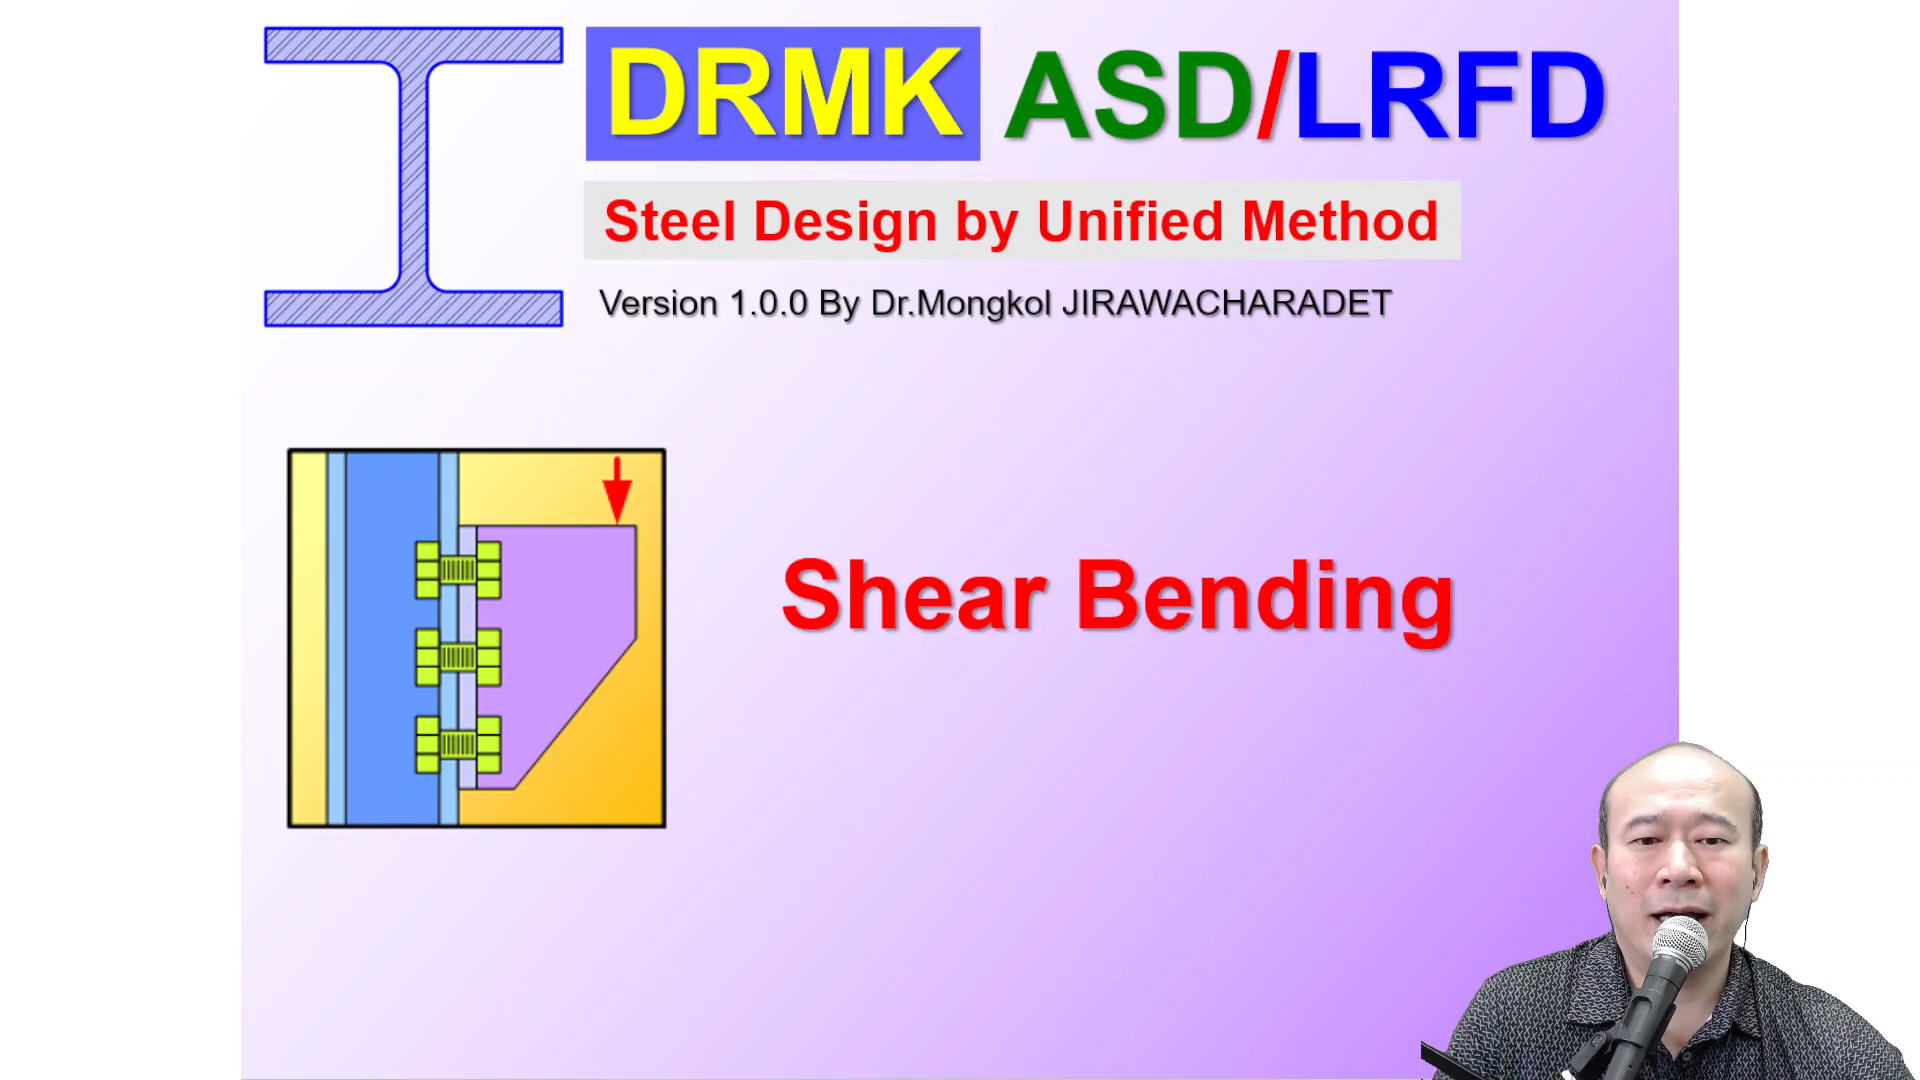 DRMK ASD/LRFD
Steel Design by Unified Method
Version 1.0.0 By Dr.Mongkol JIRAWACHARADET
Shear Bending